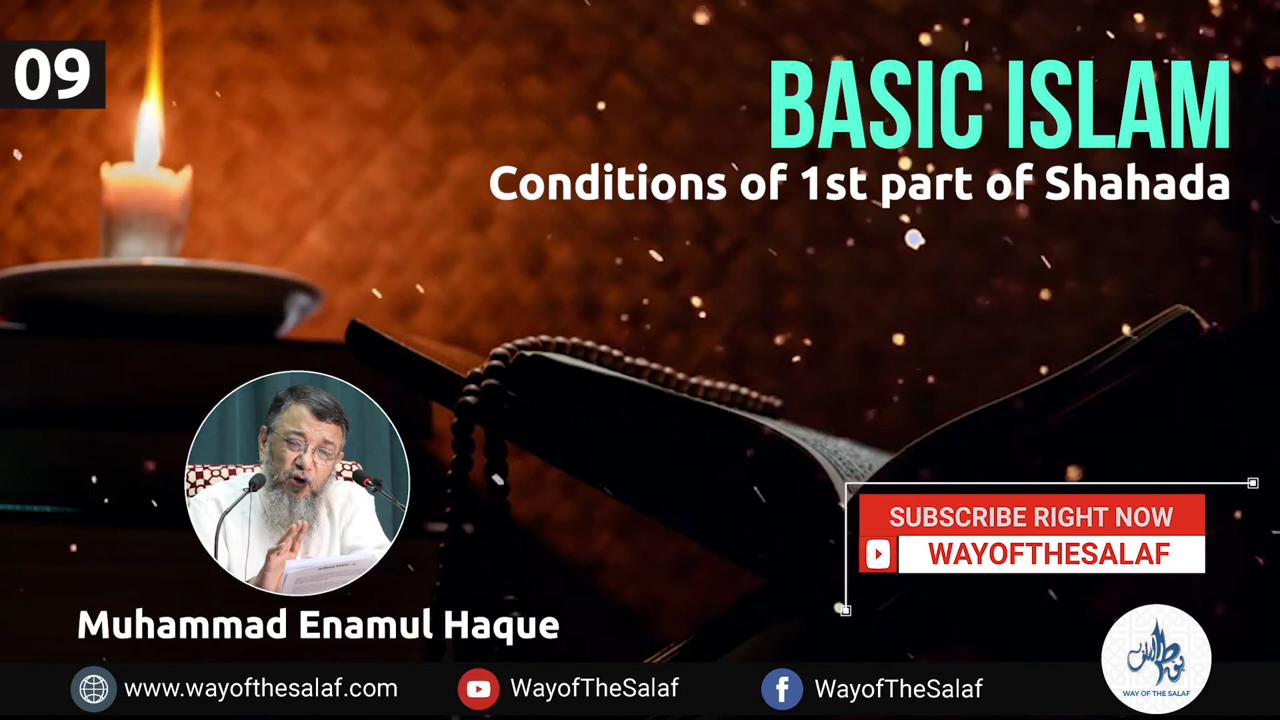 09
BASIC ISLAM
Conditions of 1st part of Shahada
SUBSCRIBE RIGHT NOW
WAYOFTHESALAF
Muhammad Enamul Haque
www.wayofthesalaf.com
WayofTheSalaf
WayofTheSalaf
WAY OF THE SALAF